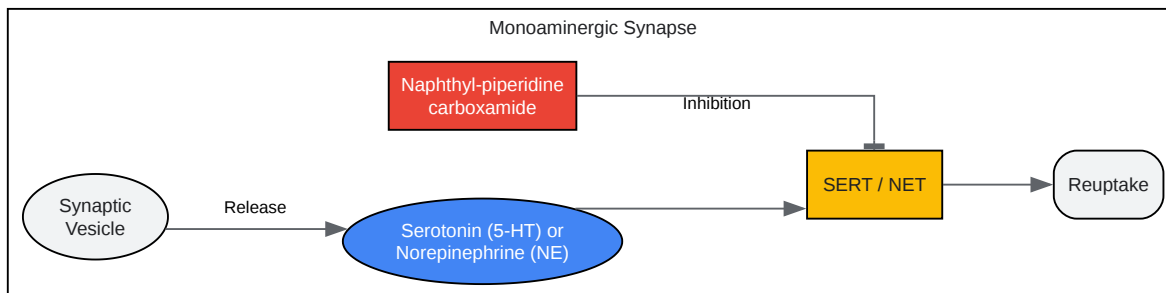 Monoaminergic Synapse
Naphthyl-piperidine
carboxamide
Inhibition
SERT / NET
Reuptake
Synaptic
Vesicle
Release
Serotonin (5-HT) or
Norepinephrine (NE)